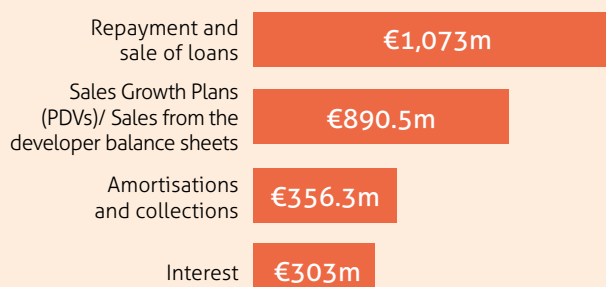 Repayment and
sale of loans
€1,073m
Sales Growth Plans
(PDVs)/ Sales from the
developer balance sheets
€890.5m
Amortisations
and collections
€356.3m
Interest
€303m